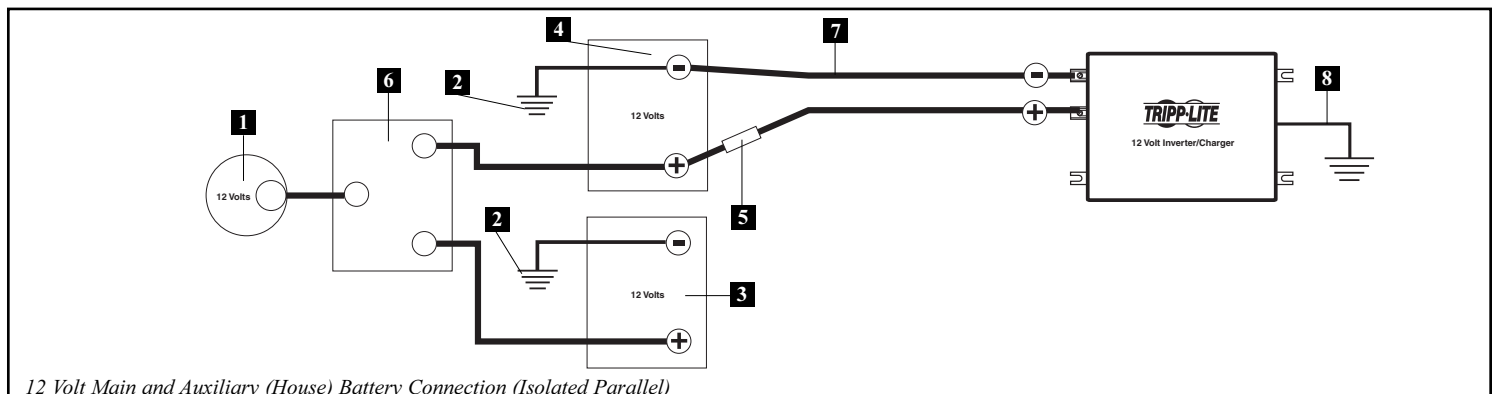 4
7
6
2
8
1
12 Volts
TRIPP·LITE
12 Volt Inverter/Charger
12 Volts
5
2
12 Volts
3
12 Volt Main and Auxiliary (House) Battery Connection (Isolated Parallel)